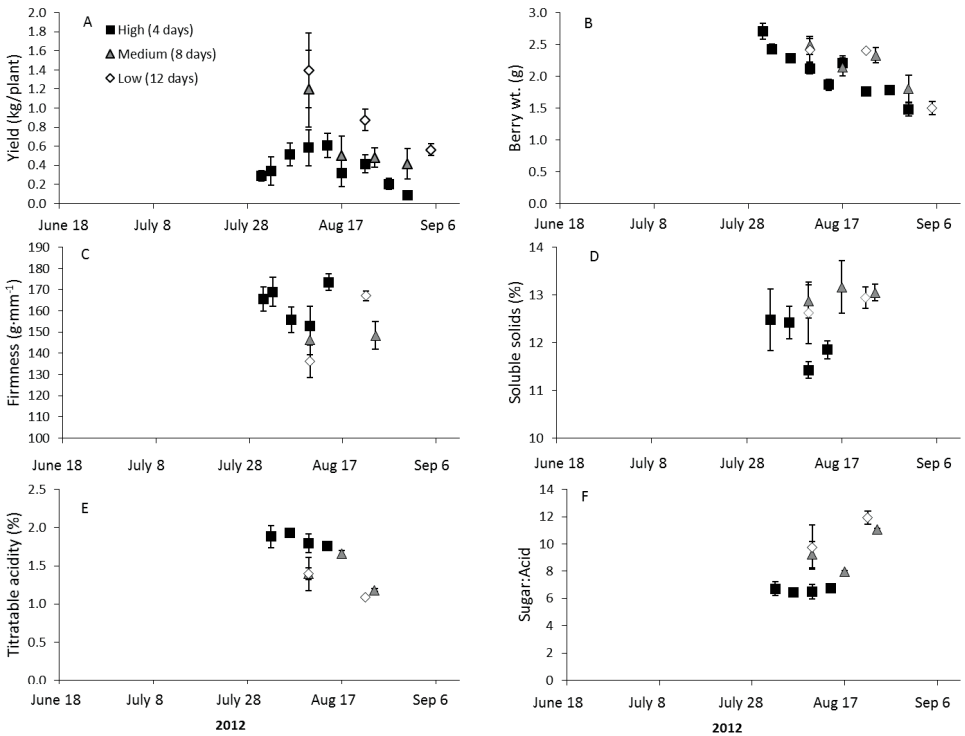 A
High (4 days)
Medium (8 days)
Low (12 days)
Yield (kg/plant)
2.0
1.8
1.6
1.4
1.2
1.0
0.8
0.6
0.4
0.2
0.0
June 18 July 8 July 28 Aug 17 Sep 6
B
Berry wt. (g)
3.0
2.5
2.0
1.5
1.0
0.5
0.0
June 18 July 8 July 28 Aug 17 Sep 6
C
Firmness (g·mm⁻¹)
190
180
170
160
150
140
130
120
110
100
June 18 July 8 July 28 Aug 17 Sep 6
D
Soluble solids (%)
14
13
12
11
10
June 18 July 8 July 28 Aug 17 Sep 6
E
Titratable acidity (%)
2.5
2.0
1.5
1.0
0.5
0.0
June 18 July 8 July 28 Aug 17 Sep 6
2012
F
Sugar:Acid
14
12
10
8
6
4
2
0
June 18 July 8 July 28 Aug 17 Sep 6
2012